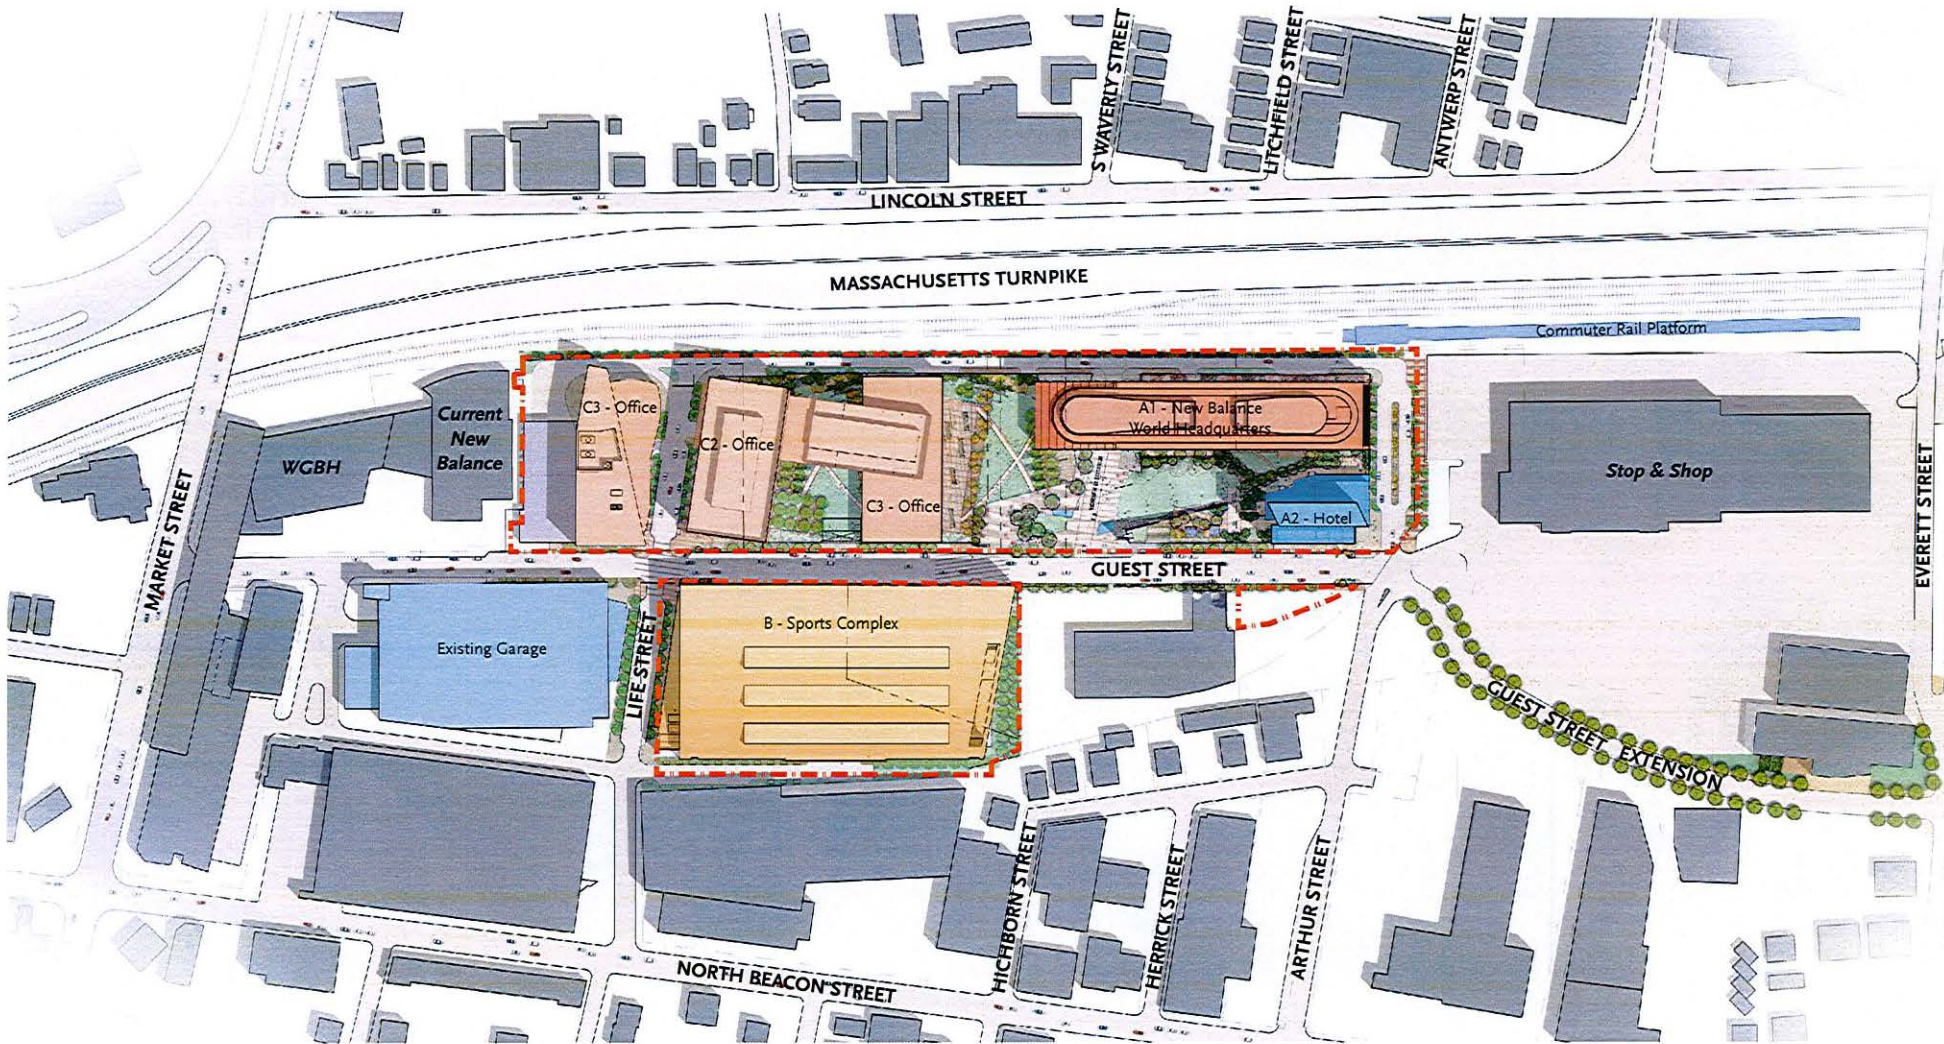 S WAVERLY STREET
LITCHFIELD STREET
ANTWERP STREET
LINCOLN STREET
MASSACHUSETTS TURNPIKE
Commuter Rail Platform
C3 - Office
A1 - New Balance
World Headquarters
Current
New
Balance
C2 - Office
WGBH
Stop & Shop
C3 - Office
A2 - Hotel
MARKET STREET
EVERETT STREET
GUEST STREET
B - Sports Complex
Existing Garage
LIFE STREET
GUEST STREET EXTENSION
HICHBORN STREET
HERRICK STREET
ARTHUR STREET
NORTH BEACON STREET